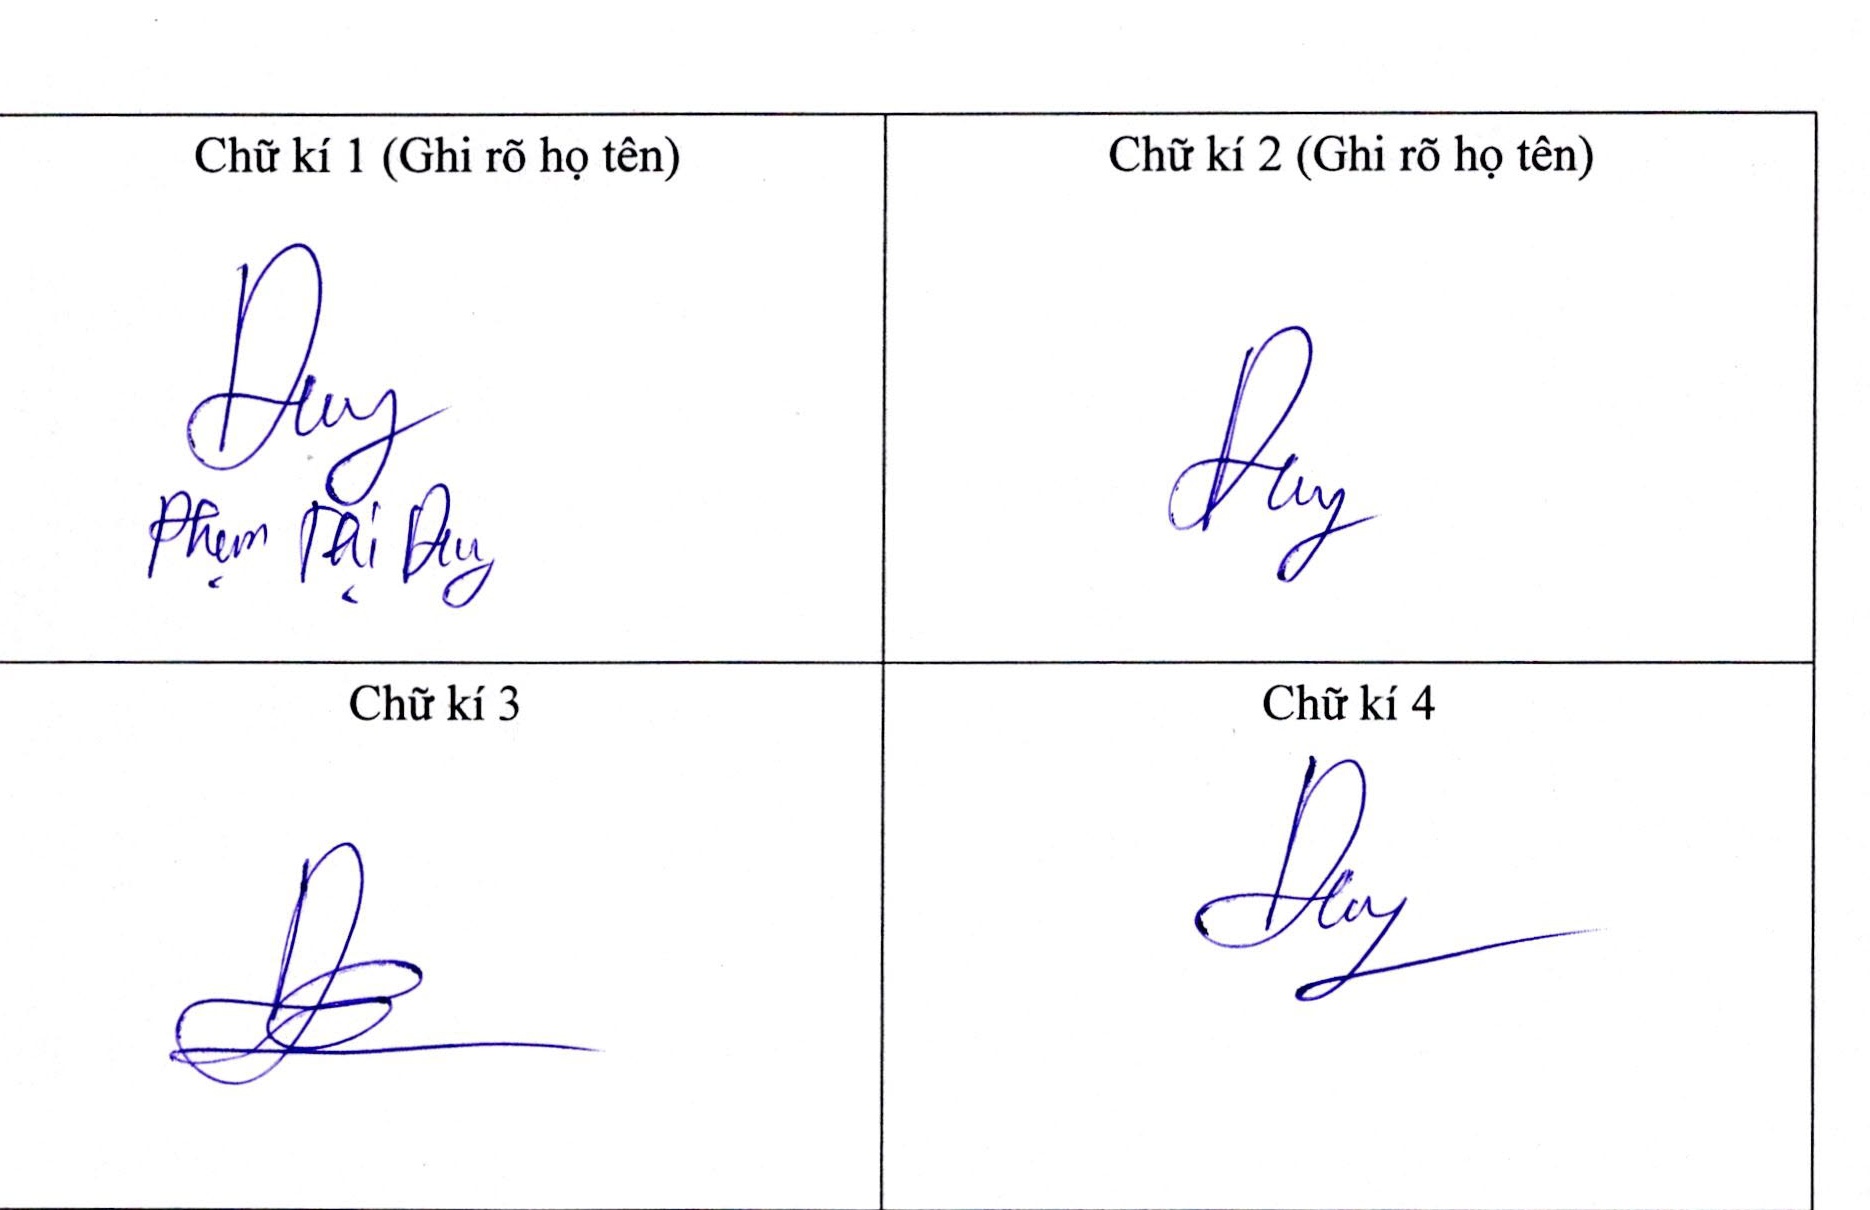 Chữ kí 1 (Ghi rõ họ tên)
Chữ kí 2 (Ghi rõ họ tên)
Duy
Phạm Đại Duy
Duy
Chữ kí 3
Chữ kí 4
Duy